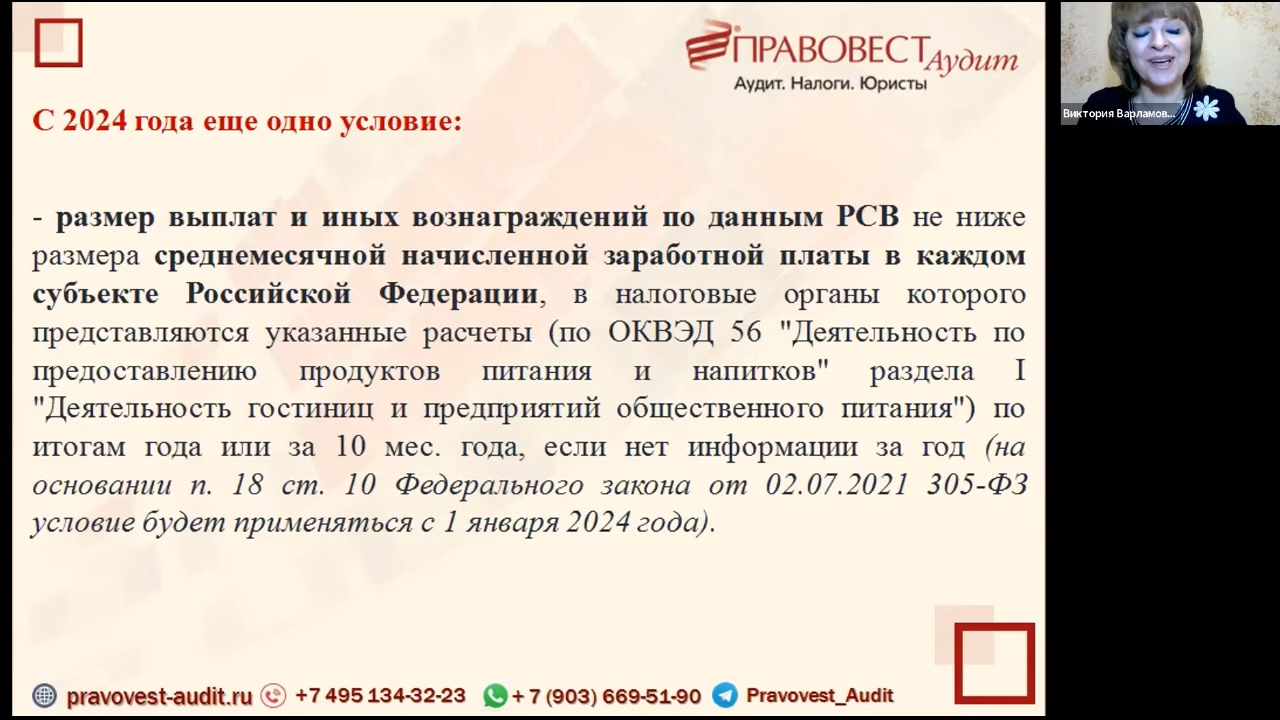 ПРАВОВЕСТ Аудит
Аудит. Налоги. Юристы
Виктория Варламов...
С 2024 года еще одно условие:
- размер выплат и иных вознаграждений по данным РСВ не ниже
размера среднемесячной начисленной заработной платы в каждом
субъекте Российской Федерации, в налоговые органы которого
представляются указанные расчеты (по ОКВЭД 56 "Деятельность по
предоставлению продуктов питания и напитков" раздела I
"Деятельность гостиниц и предприятий общественного питания") по
итогам года или за 10 мес. года, если нет информации за год (на
основании п. 18 ст. 10 Федерального закона от 02.07.2021 305-ФЗ
условие будет применяться с 1 января 2024 года).
pravovest-audit.ru +7 495 134-32-23 + 7 (903) 669-51-90 Pravovest_Audit